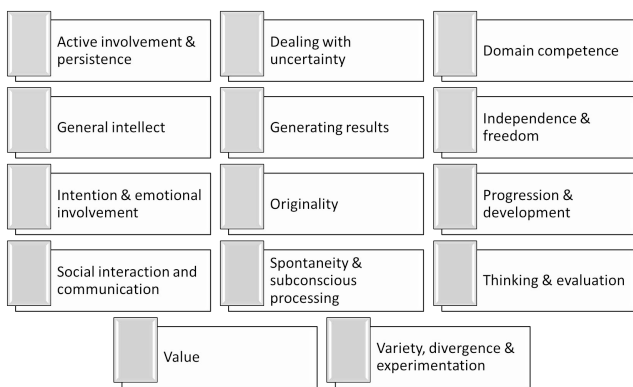 Active involvement &
persistence
Dealing with
uncertainty
Domain competence
General intellect
Generating results
Independence &
freedom
Intention & emotional
involvement
Originality
Progression &
development
Social interaction and
communication
Spontaneity &
subconscious
processing
Thinking & evaluation
Value
Variety, divergence &
experimentation